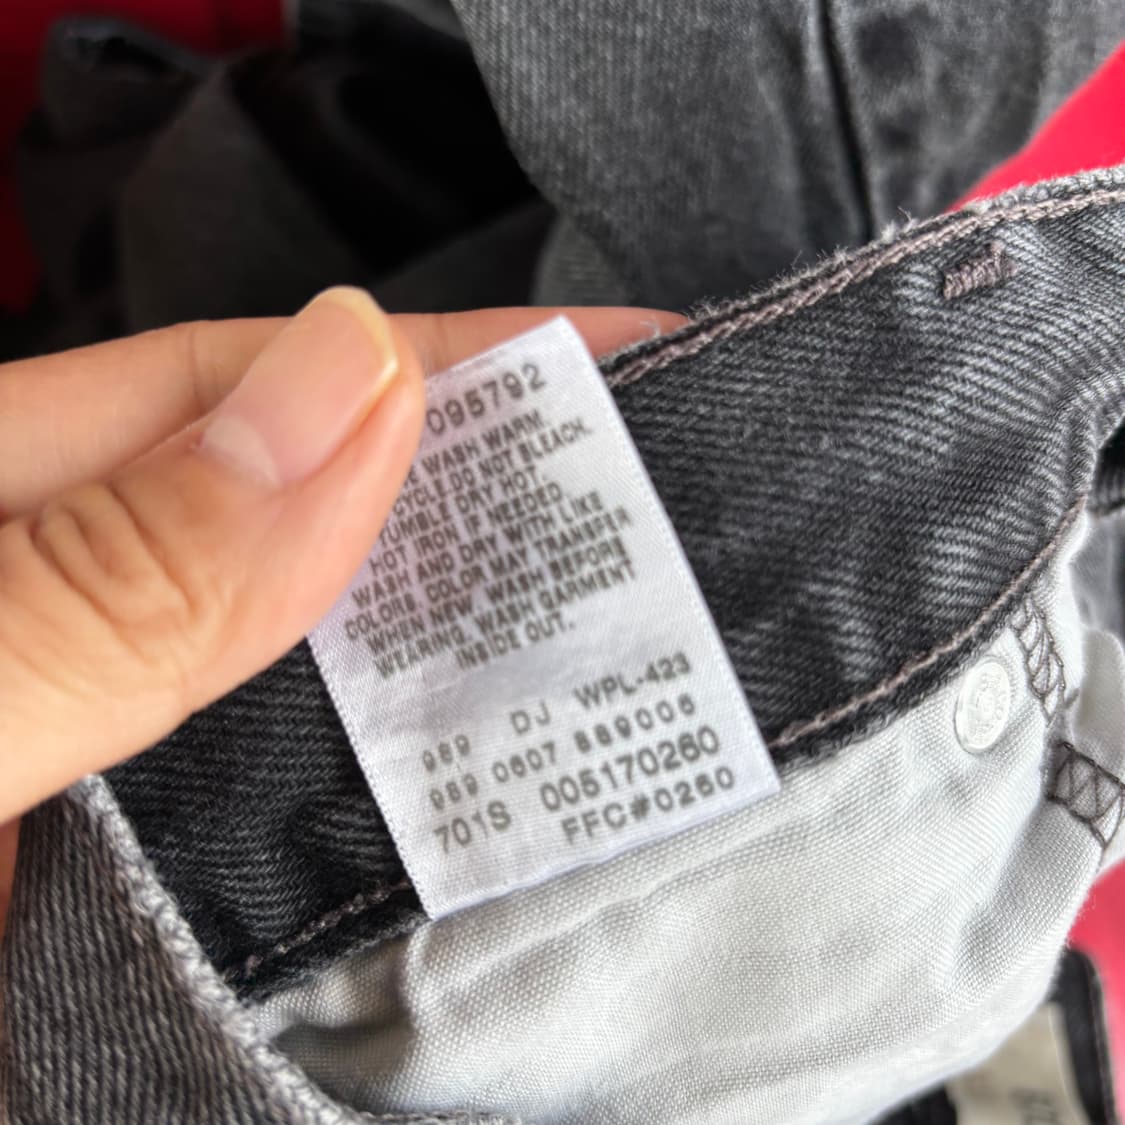 095792
WASH WARM.
DO NOT BLEACH.
TUMBLE DRY HOT.
HOT IRON IF NEEDED.
WASH AND DRY WITH LIKE
COLORS. COLOR MAY TRANSFER
WHEN NEW. WASH BEFORE
WEARING. WASH GARMENT
INSIDE OUT.
989 DJ WPL-423
989 0607 889006
701S 005170260
FFC#0260